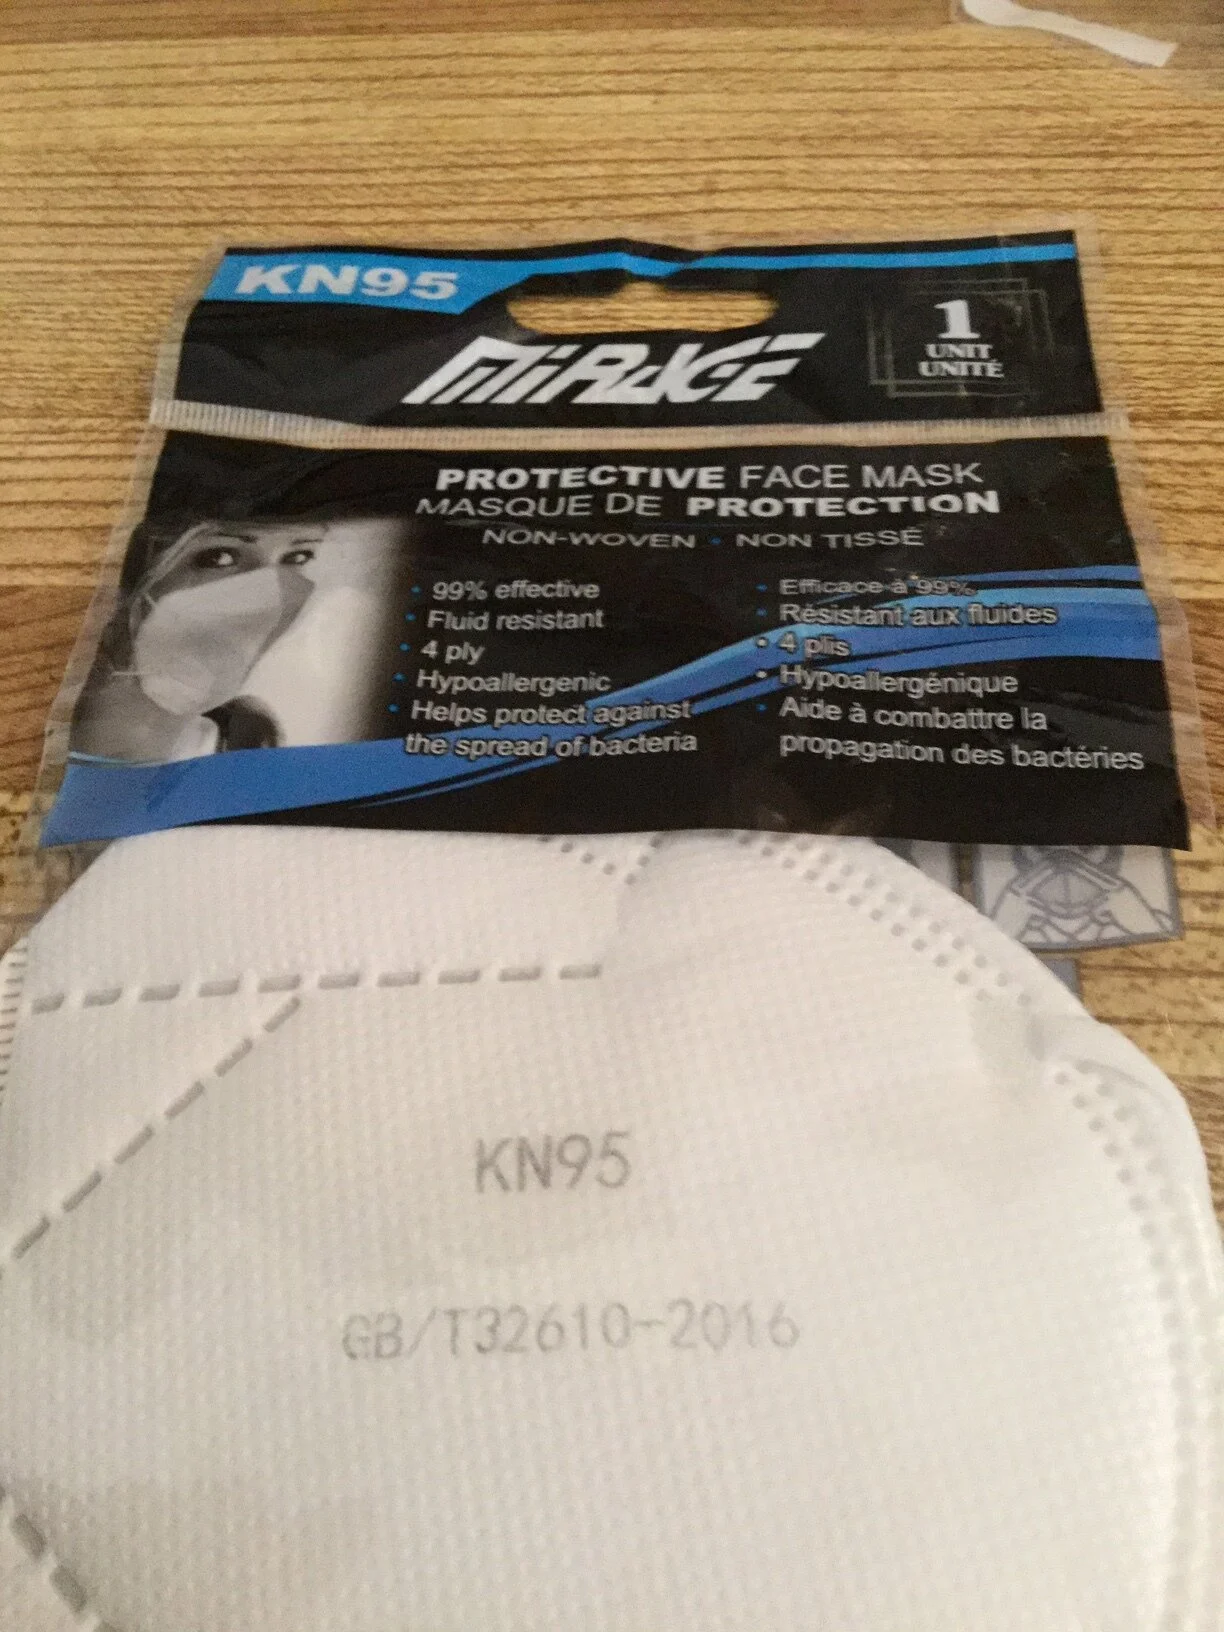 KN95
MIRAGE
1
UNIT
UNITÉ
PROTECTIVE FACE MASK
MASQUE DE PROTECTION
NON-WOVEN • NON TISSÉ
• 99% effective
• Fluid resistant
• 4 ply
• Hypoallergenic
• Helps protect against
the spread of bacteria
• Efficace à 99%
• Résistant aux fluides
• 4 plis
• Hypoallergénique
• Aide à combattre la
propagation des bactéries
KN95
GB/T32610-2016